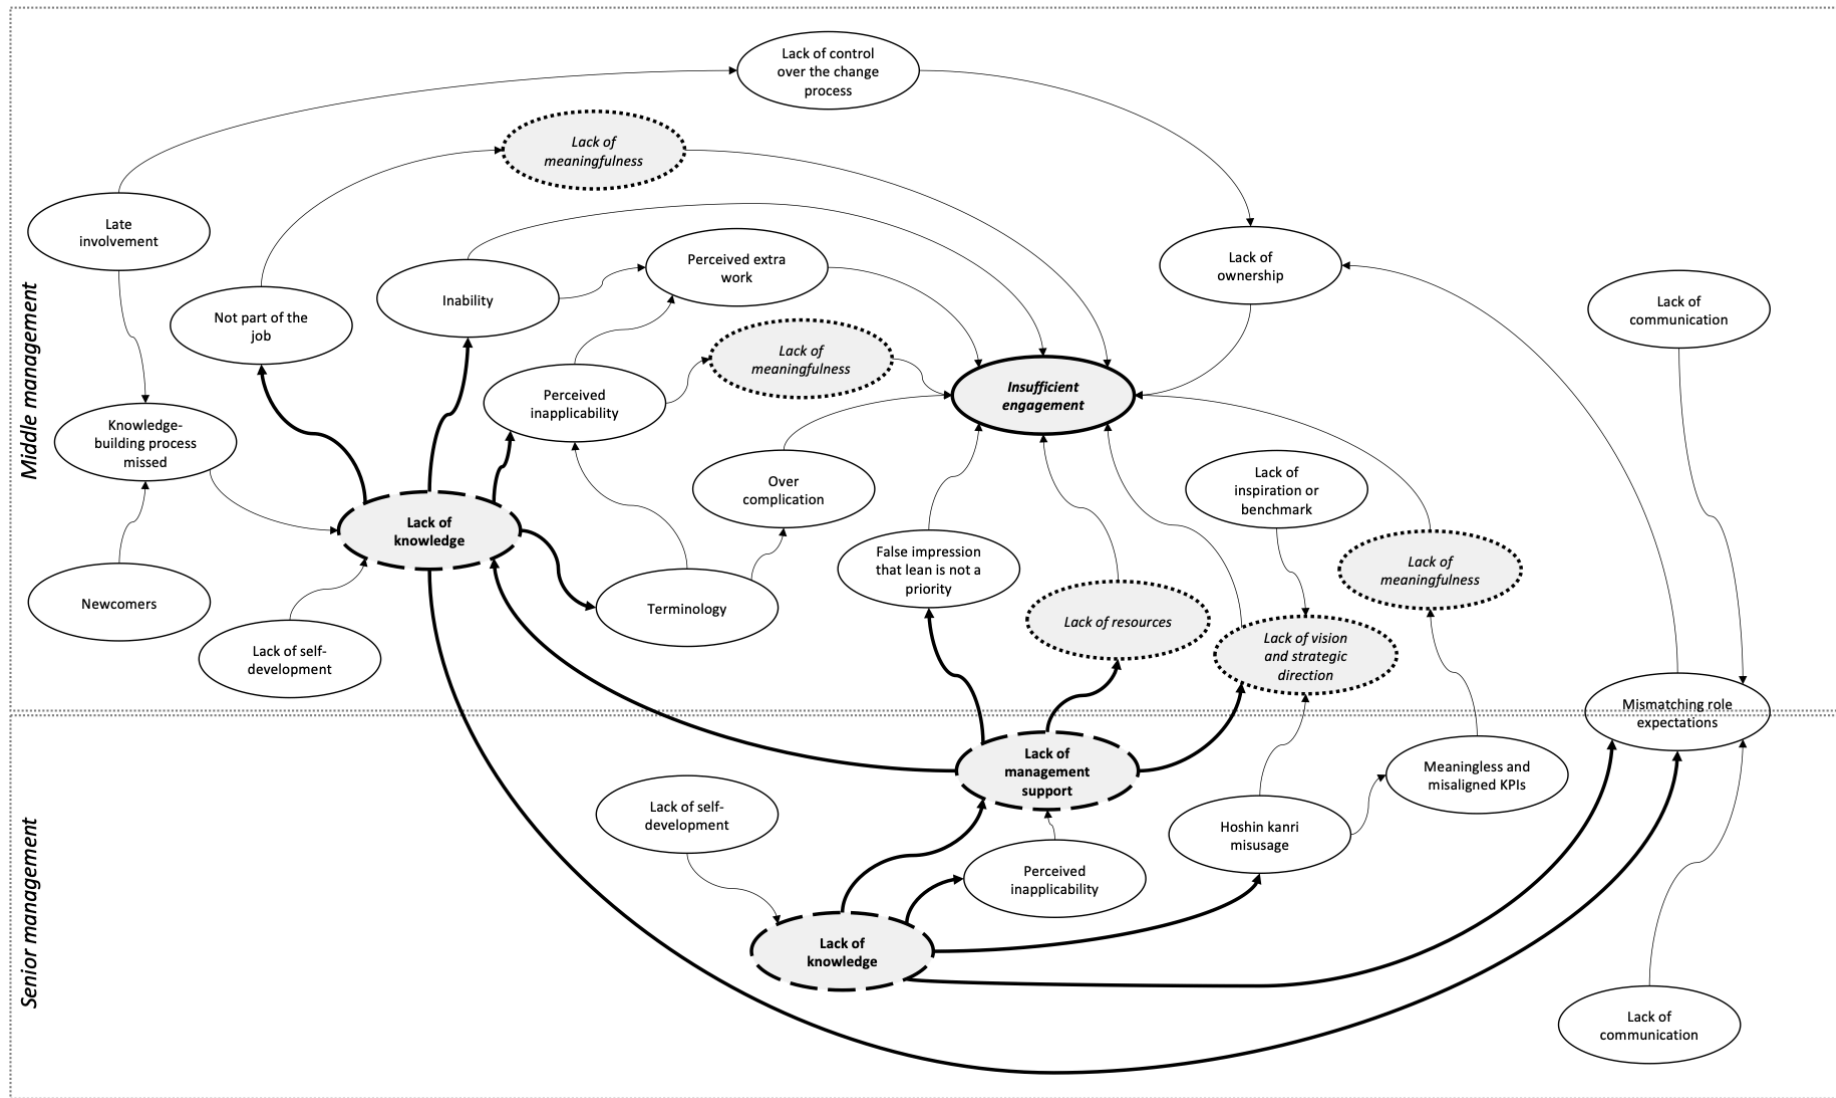 Middle management
Lack of control
over the change
process
Lack of
meaningfulness
Late
involvement
Perceived extra
work
Lack of
ownership
Inability
Not part of the
job
Lack of
communication
Lack of
meaningfulness
Insufficient
engagement
Perceived
inapplicability
Knowledge-
building process
missed
Over
complication
Lack of
inspiration or
benchmark
Lack of
knowledge
False impression
that lean is not a
priority
Lack of
meaningfulness
Newcomers
Terminology
Lack of resources
Lack of self-
development
Lack of vision
and strategic
direction
Mismatching role
expectations
Senior management
Lack of
management
support
Meaningless and
misaligned KPIs
Lack of self-
development
Hoshin kanri
misusage
Perceived
inapplicability
Lack of
knowledge
Lack of
communication